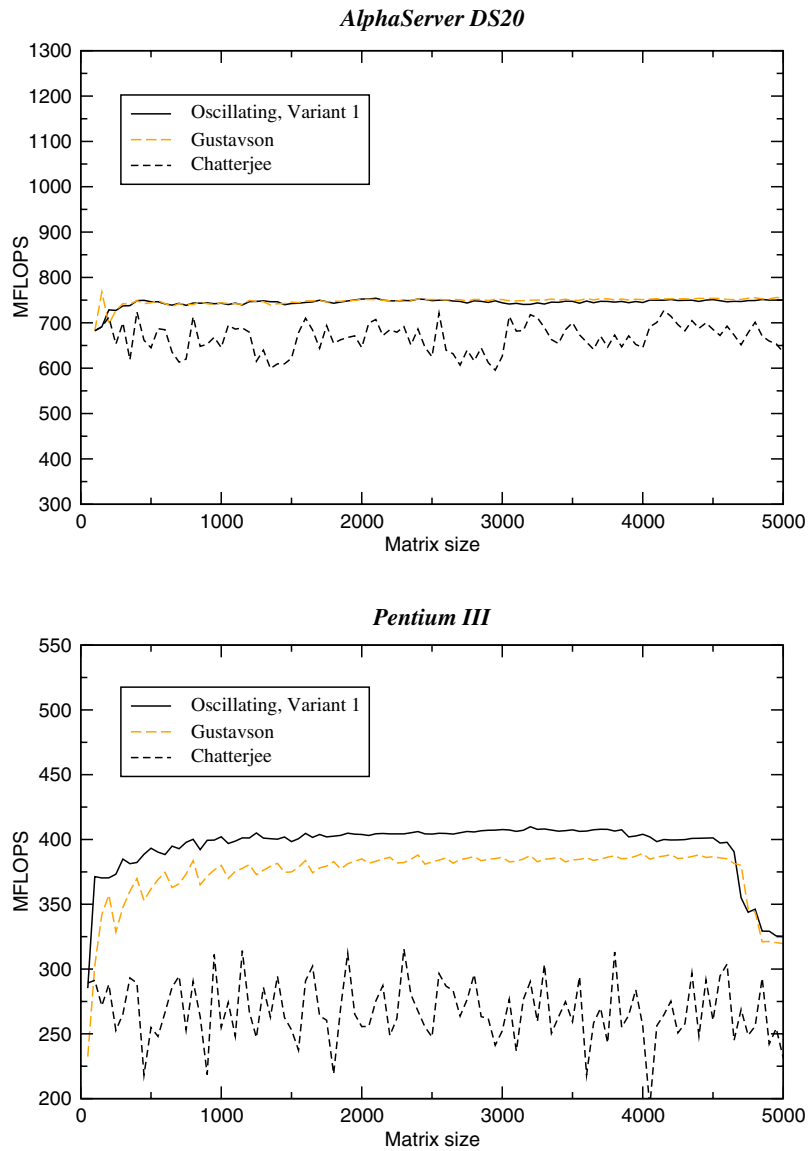 AlphaServer DS20
1300
1200
1100
1000
900
800
700
600
500
400
300
MFLOPS
Oscillating, Variant 1
Gustavson
Chatterjee
0 1000 2000 3000 4000 5000
Matrix size
Pentium III
550
500
450
400
350
300
250
200
MFLOPS
Oscillating, Variant 1
Gustavson
Chatterjee
0 1000 2000 3000 4000 5000
Matrix size